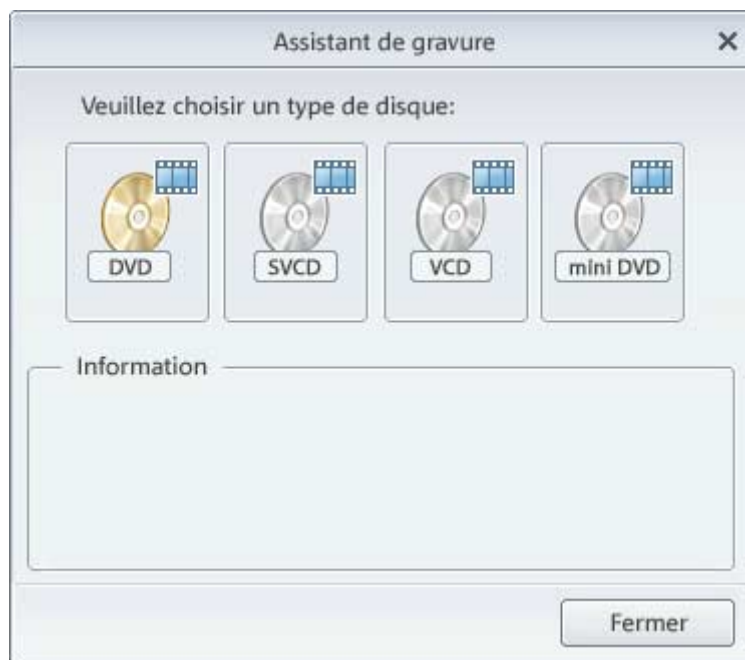 Assistant de gravure
Veuillez choisir un type de disque:
DVD SVCD VCD mini DVD
Information
Fermer